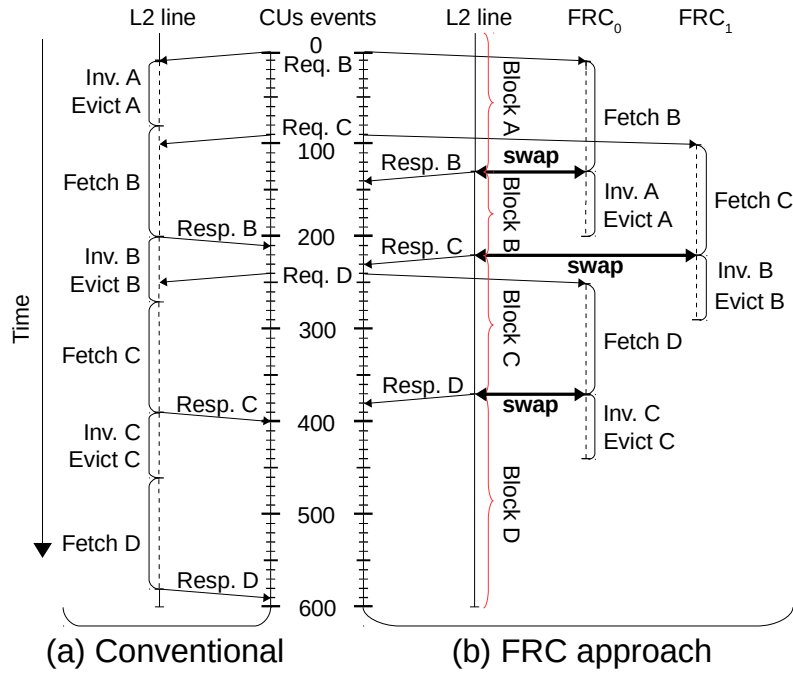 L2 line
CUs events
L2 line
FRC0
FRC1
Time
0
100
200
300
400
500
600
Req. B
Req. C
Req. D
Inv. A
Evict A
Fetch B
Resp. B
Inv. B
Evict B
Fetch C
Resp. C
Inv. C
Evict C
Fetch D
Resp. D
Block A
Block B
Block C
Block D
Resp. B
Resp. C
Resp. D
swap
swap
swap
Fetch B
Inv. A
Evict A
Fetch D
Inv. C
Evict C
Fetch C
Inv. B
Evict B
(a) Conventional
(b) FRC approach